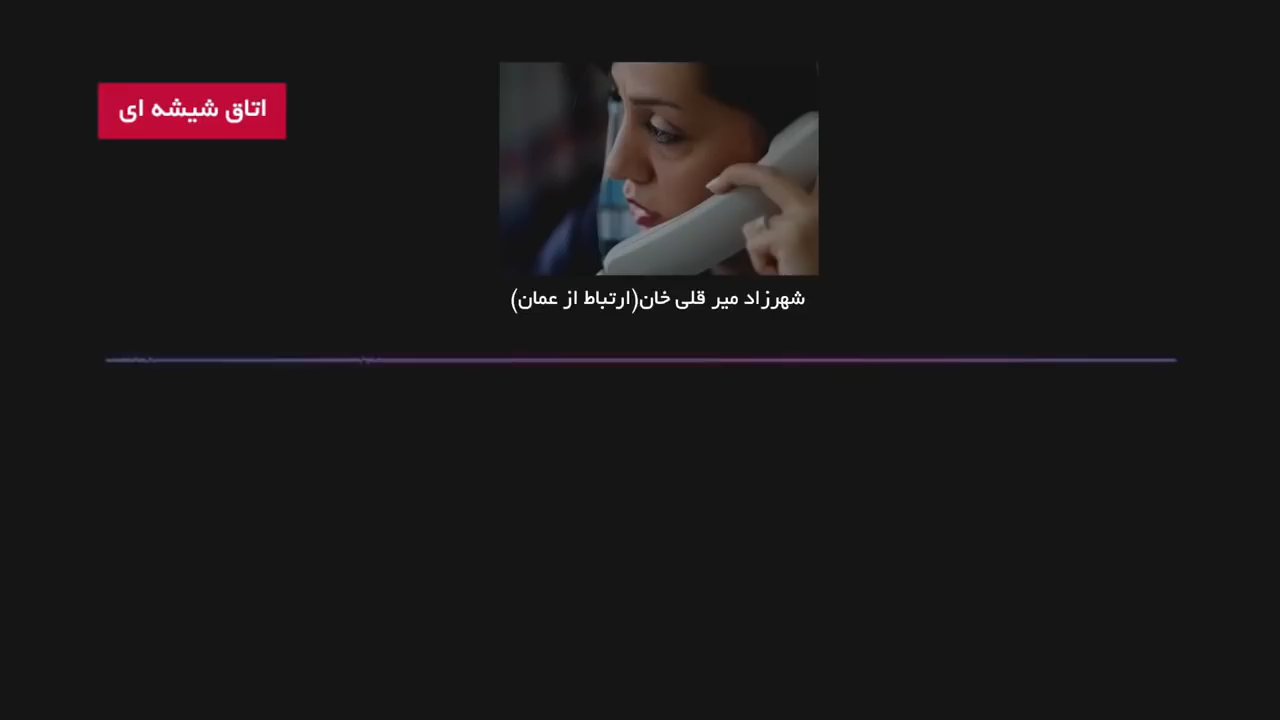 اتاق شیشه ای
شهرزاد میر قلی خان(ارتباط از عمان)